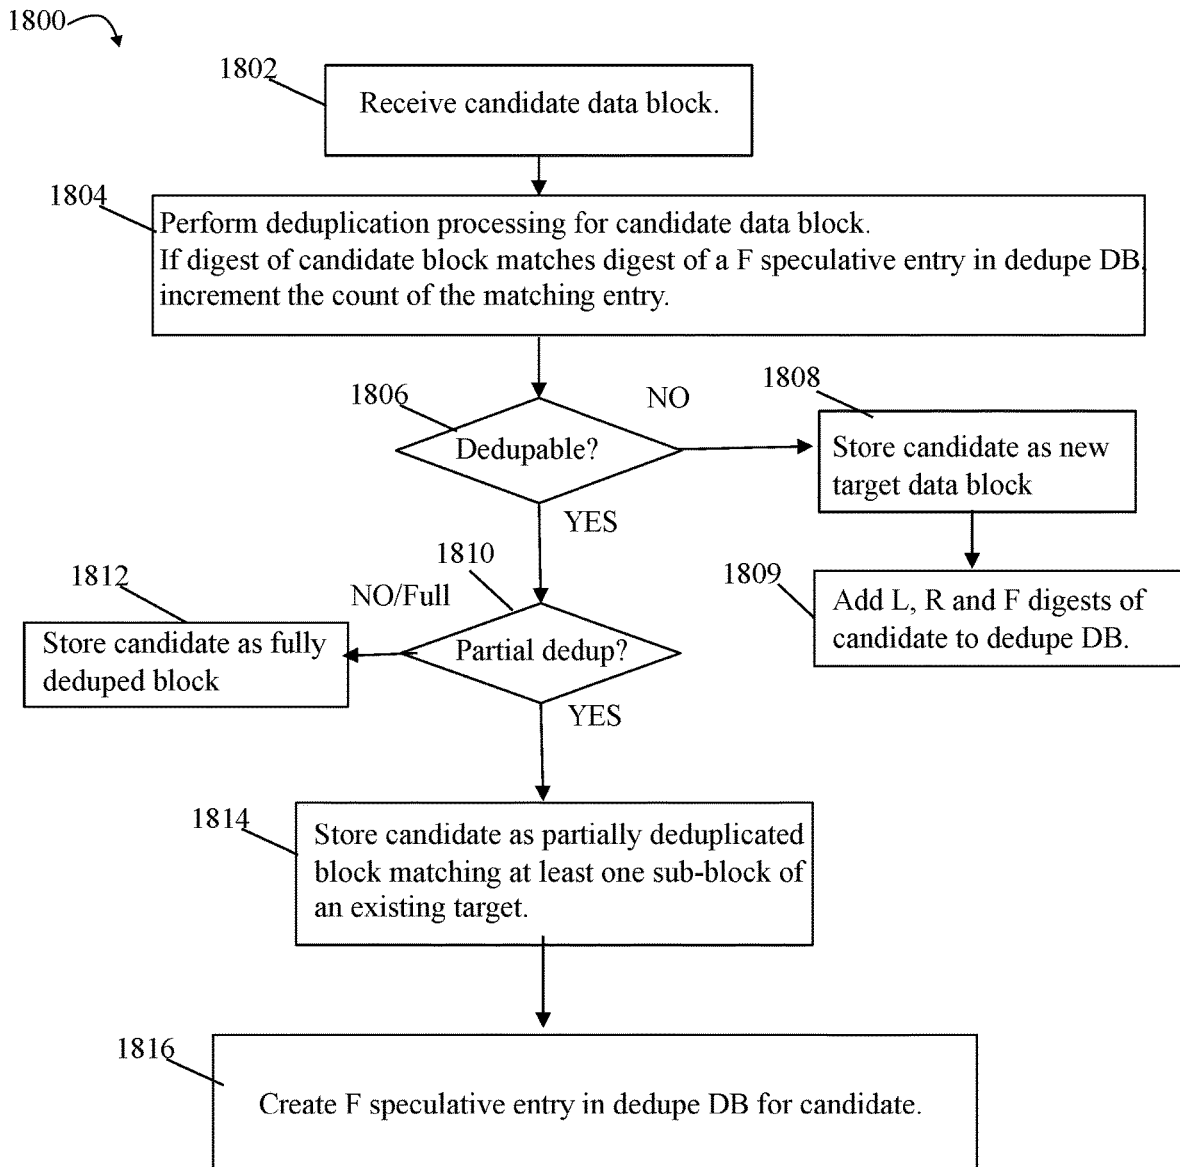 1800
1802
Receive candidate data block.
1804
Perform deduplication processing for candidate data block.
If digest of candidate block matches digest of a F speculative entry in dedupe DB,
increment the count of the matching entry.
1806
Dedupable?
NO
1808
Store candidate as new
target data block
YES
1809
Add L, R and F digests of
candidate to dedupe DB.
1810
Partial dedup?
NO/Full
1812
Store candidate as fully
deduped block
YES
1814
Store candidate as partially deduplicated
block matching at least one sub-block of
an existing target.
1816
Create F speculative entry in dedupe DB for candidate.